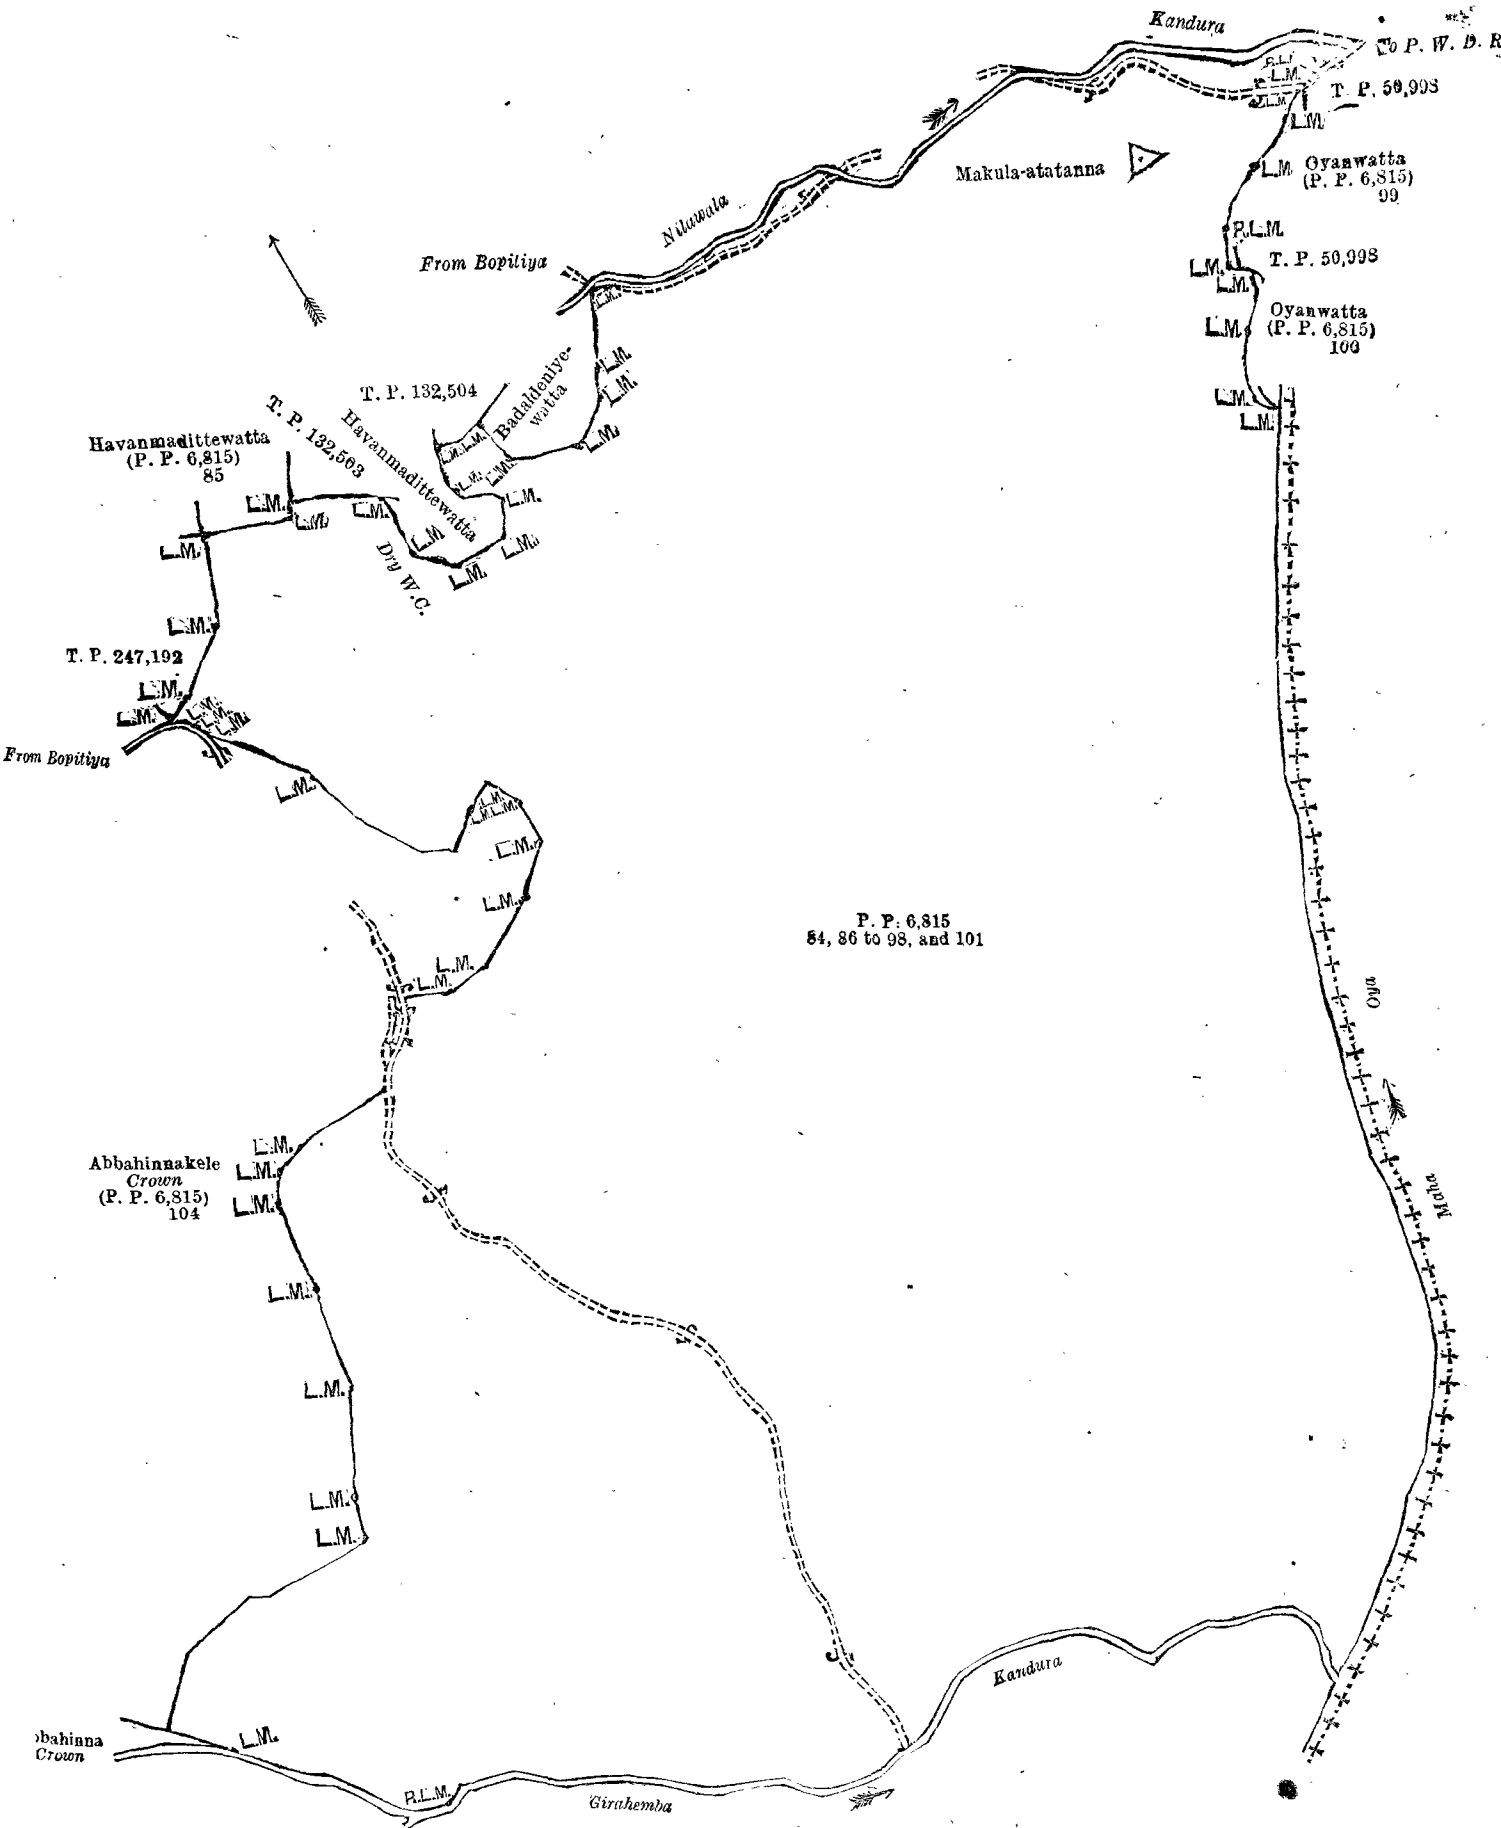 Kandura
To P. W. D. R
R.L.M.
L.M.
T. P. 50,998
L.M.
L.M.
Makula-atatanna
L.M.
Oyanwatta
(P. P. 6,815)
99
Nilawala
R.L.M.
From Bopitiya
L.M.
T. P. 50,998
L.M.
L.M.
L.M.
Oyanwatta
(P. P. 6,815)
100
Badaldeniye-
watta
L.M.
L.M.
T. P. 132,504
L.M.
L.M.
T. P. 132,503
Havanmadittewatta
Havanmadittewatta
(P. P. 6,815)
85
L.M.
L.M.
L.M.
L.M.
L.M.
L.M.
L.M.
L.M.
L.M.
L.M.
L.M.
L.M.
L.M.
Dry W.C.
L.M.
L.M.
T. P. 247,192
L.M.
L.M.
L.M.
L.M.
L.M.
From Bopitiya
L.M.
L.M.
L.M. L.M.
L.M.
L.M.
P. P. 6,815
84, 86 to 98, and 101
L.M.
L.M.
Oya
L.M.
Abbahinnakele
Crown
(P. P. 6,815)
104
L.M.
L.M.
Maha
L.M.
L.M.
L.M.
L.M.
Kandura
bbahinna
Crown
L.M.
R.L.M.
Girahemba